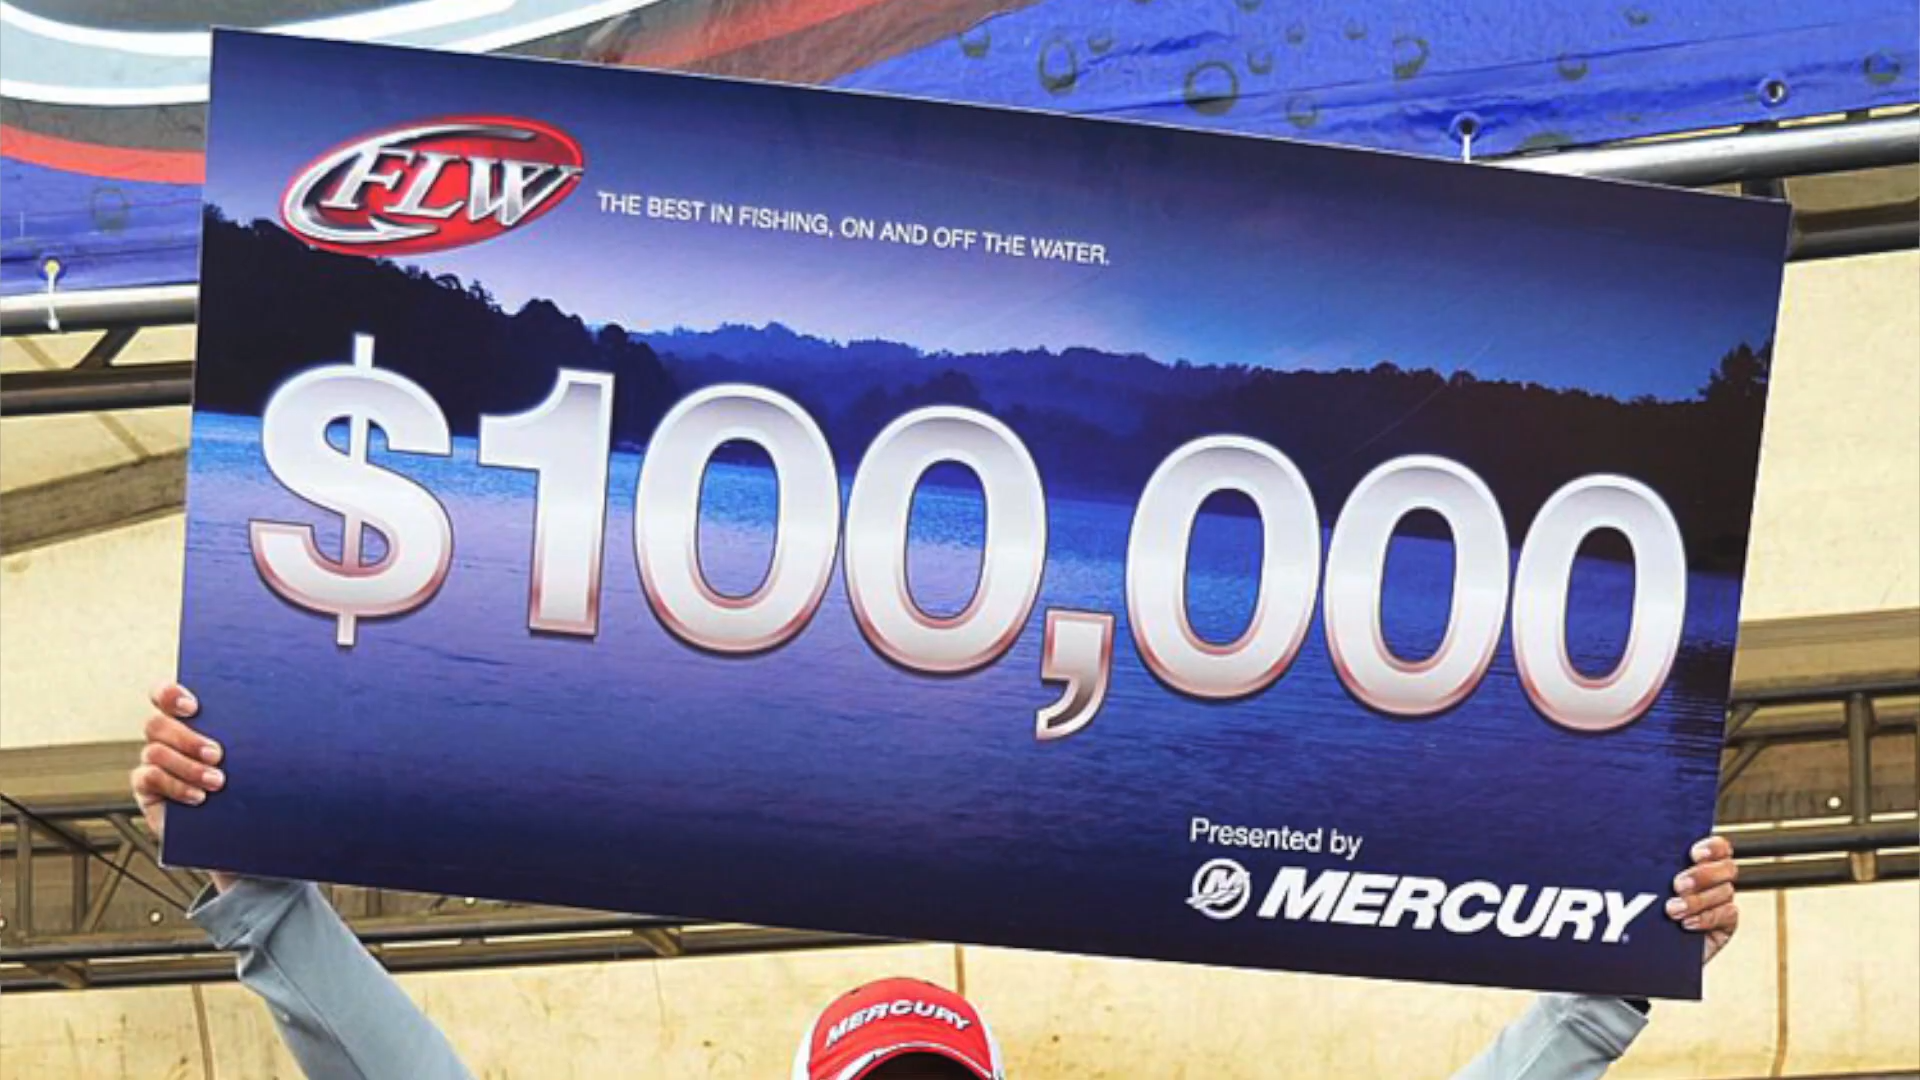 FLW
THE BEST IN FISHING, ON AND OFF THE WATER.
$100,000
Presented by
MERCURY
MERCURY